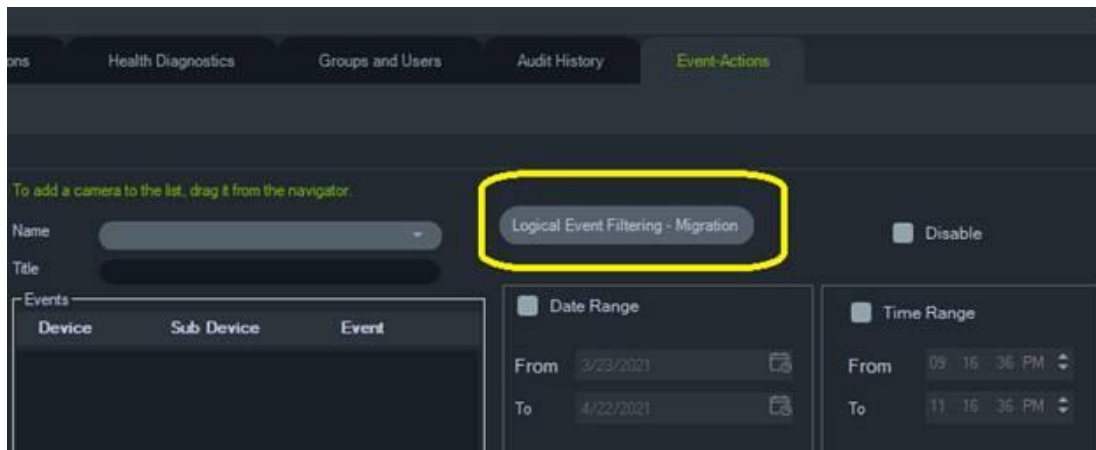 ons Health Diagnostics Groups and Users Audit History Event-Actions
To add a camera to the list, drag it from the navigator.
Name
Logical Event Filtering - Migration
Disable
Title
Events
Device Sub Device Event
Date Range
From 3/23/2021
To 4/22/2021
Time Range
From 09 16 36 PM
To 11 16 36 PM